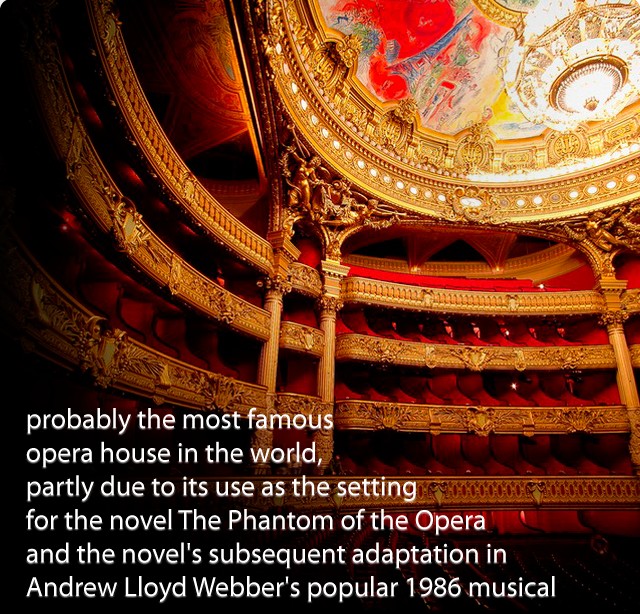 probably the most famous
opera house in the world,
partly due to its use as the setting
for the novel The Phantom of the Opera
and the novel's subsequent adaptation in
Andrew Lloyd Webber's popular 1986 musical